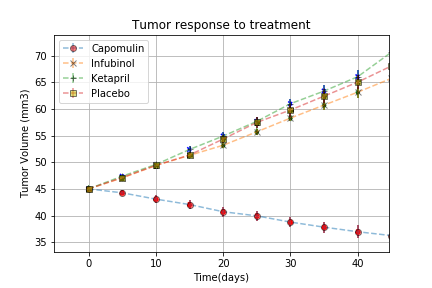 Tumor response to treatment
Capomulin
Infubinol
Ketapril
Placebo
Tumor Volume (mm3)
70
65
60
55
50
45
40
35
0
10
20
30
40
Time(days)